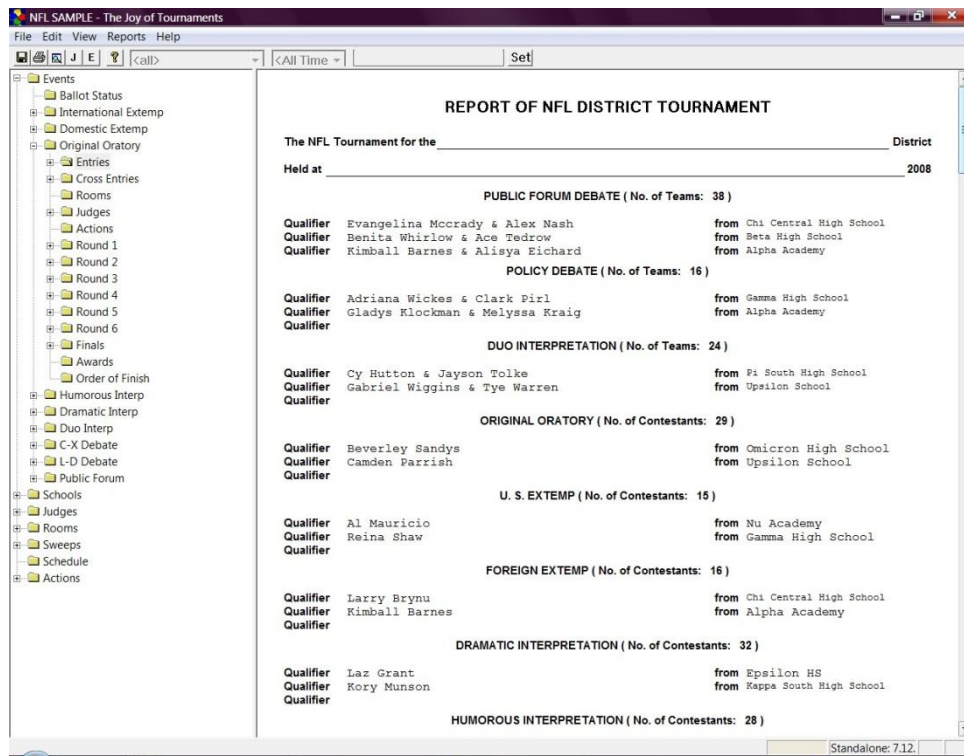 NFL SAMPLE - The Joy of Tournaments
File Edit View Reports Help
J E ? <all> <All Time Set
Events
Ballot Status
International Extemp
Domestic Extemp
Original Oratory
Entries
Cross Entries
Rooms
Judges
Actions
Round 1
Round 2
Round 3
Round 4
Round 5
Round 6
Finals
Awards
Order of Finish
Humorous Interp
Dramatic Interp
Duo Interp
C-X Debate
L-D Debate
Public Forum
Schools
Judges
Rooms
Sweeps
Schedule
Actions
REPORT OF NFL DISTRICT TOURNAMENT
The NFL Tournament for the District
Held at 2008
PUBLIC FORUM DEBATE ( No. of Teams: 38 )
Qualifier Evangelina Mccrady & Alex Nash from Chi Central High School
Qualifier Benita Whirlow & Ace Tedrow from Beta High School
Qualifier Kimball Barnes & Alisya Eichard from Alpha Academy
POLICY DEBATE ( No. of Teams: 16 )
Qualifier Adriana Wickes & Clark Pirl from Gamma High School
Qualifier Gladys Klockman & Melyssa Kraig from Alpha Academy
Qualifier
DUO INTERPRETATION ( No. of Teams: 24 )
Qualifier Cy Hutton & Jayson Tolke from Pi South High School
Qualifier Gabriel Wiggins & Tye Warren from Upsilon School
Qualifier
ORIGINAL ORATORY ( No. of Contestants: 29 )
Qualifier Beverley Sandys from Omicron High School
Qualifier Camden Parrish from Upsilon School
Qualifier
U. S. EXTEMP ( No. of Contestants: 15 )
Qualifier Al Mauricio from Nu Academy
Qualifier Reina Shaw from Gamma High School
Qualifier
FOREIGN EXTEMP ( No. of Contestants: 16 )
Qualifier Larry Brynu from Chi Central High School
Qualifier Kimball Barnes from Alpha Academy
Qualifier
DRAMATIC INTERPRETATION ( No. of Contestants: 32 )
Qualifier Laz Grant from Epsilon HS
Qualifier Kory Munson from Kappa South High School
Qualifier
HUMOROUS INTERPRETATION ( No. of Contestants: 28 )
Standalone: 7.12.